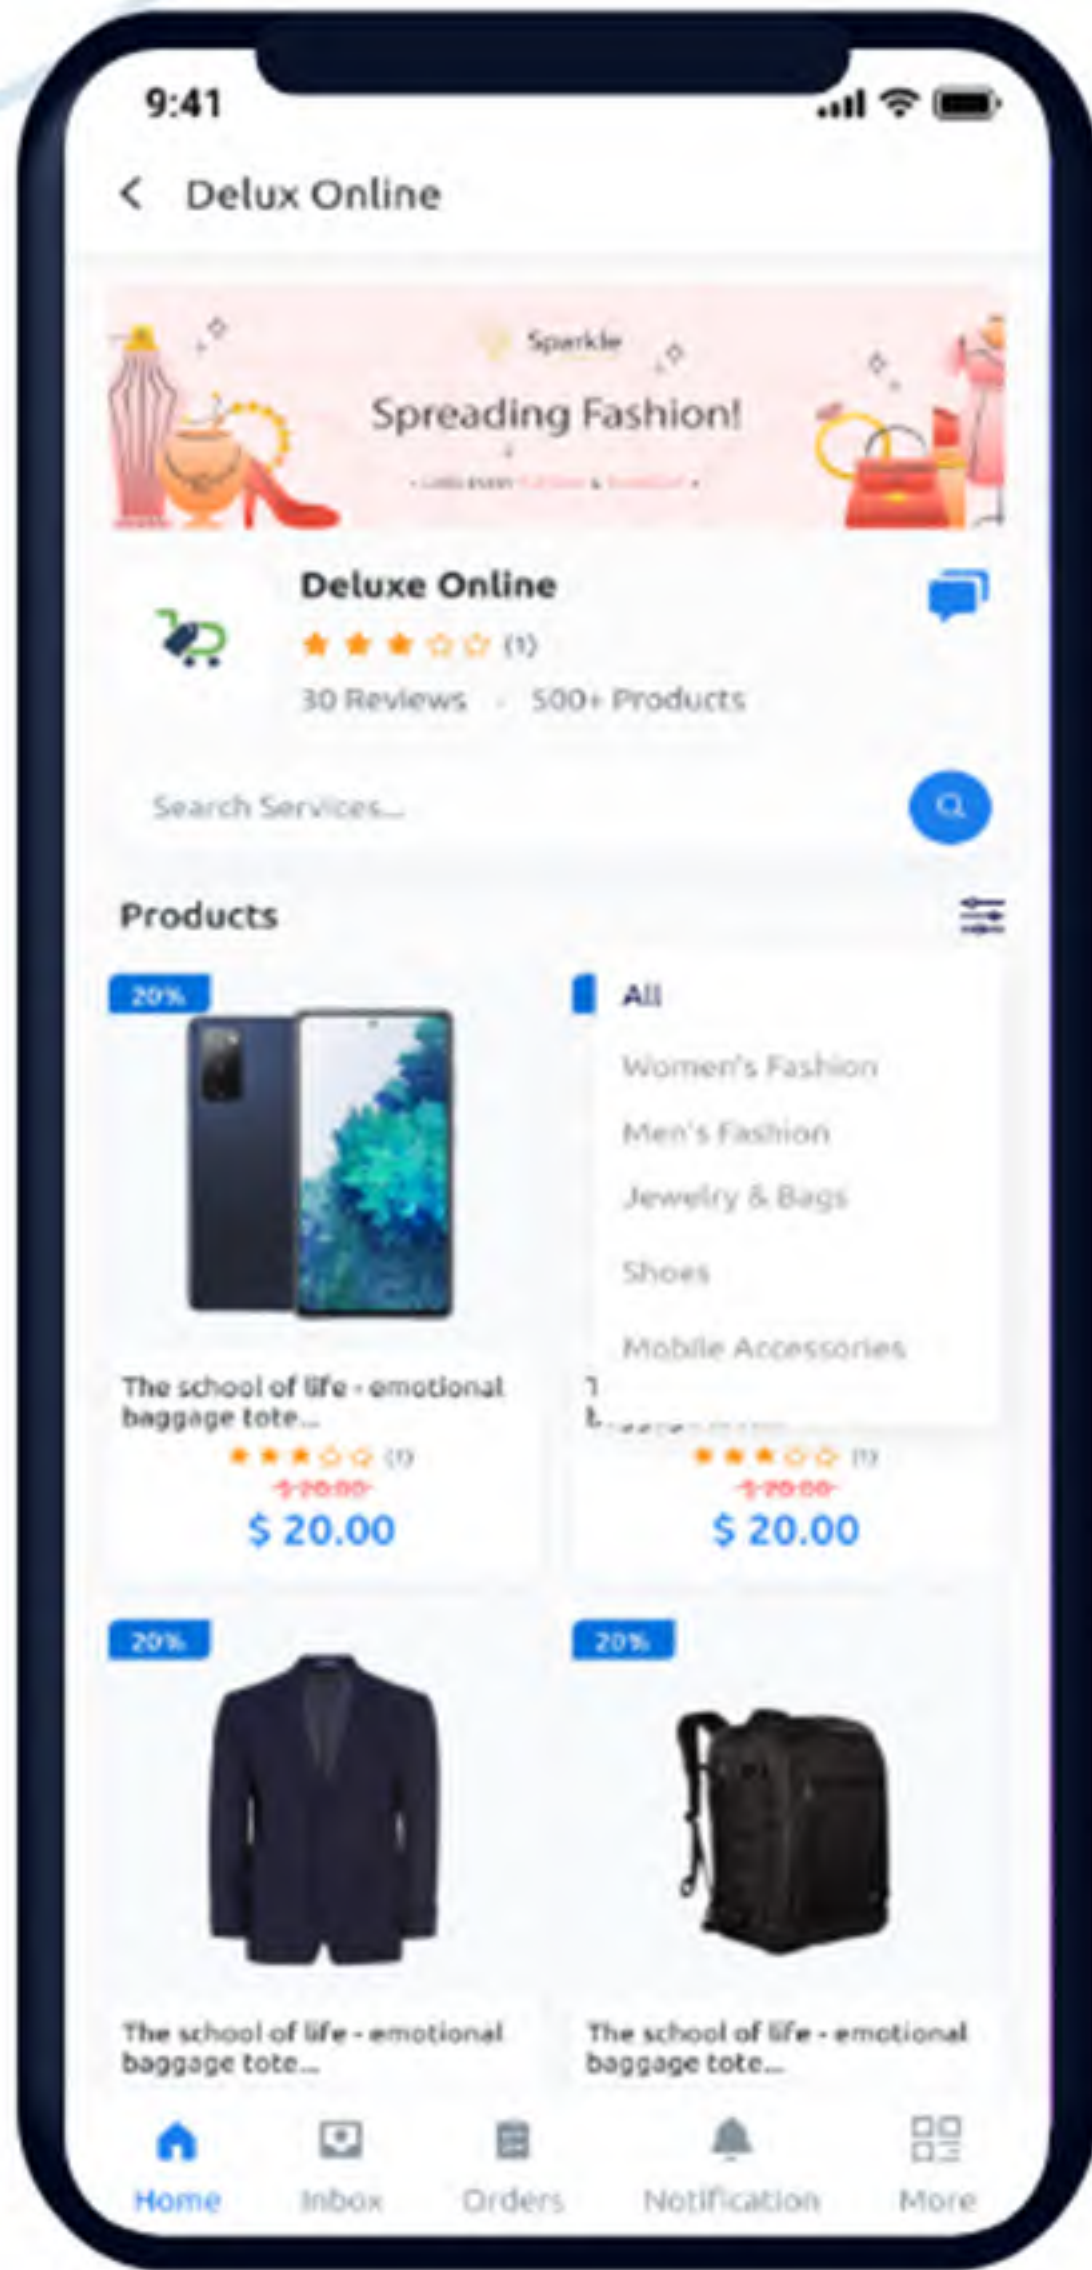 9:41
Delux Online
Sparkle
Spreading Fashion!
Deluxe Online
(1)
30 Reviews - 500+ Products
Search Services...
Products
20%
All
Women's Fashion
Men's Fashion
Jewelry & Bags
Shoes
Mobile Accessories
The school of life - emotional
baggage tote...
(1)
$ 20.00
$ 20.00
(1)
$ 20.00
$ 20.00
20%
The school of life - emotional
baggage tote...
20%
The school of life - emotional
baggage tote...
Home Inbox Orders Notification More